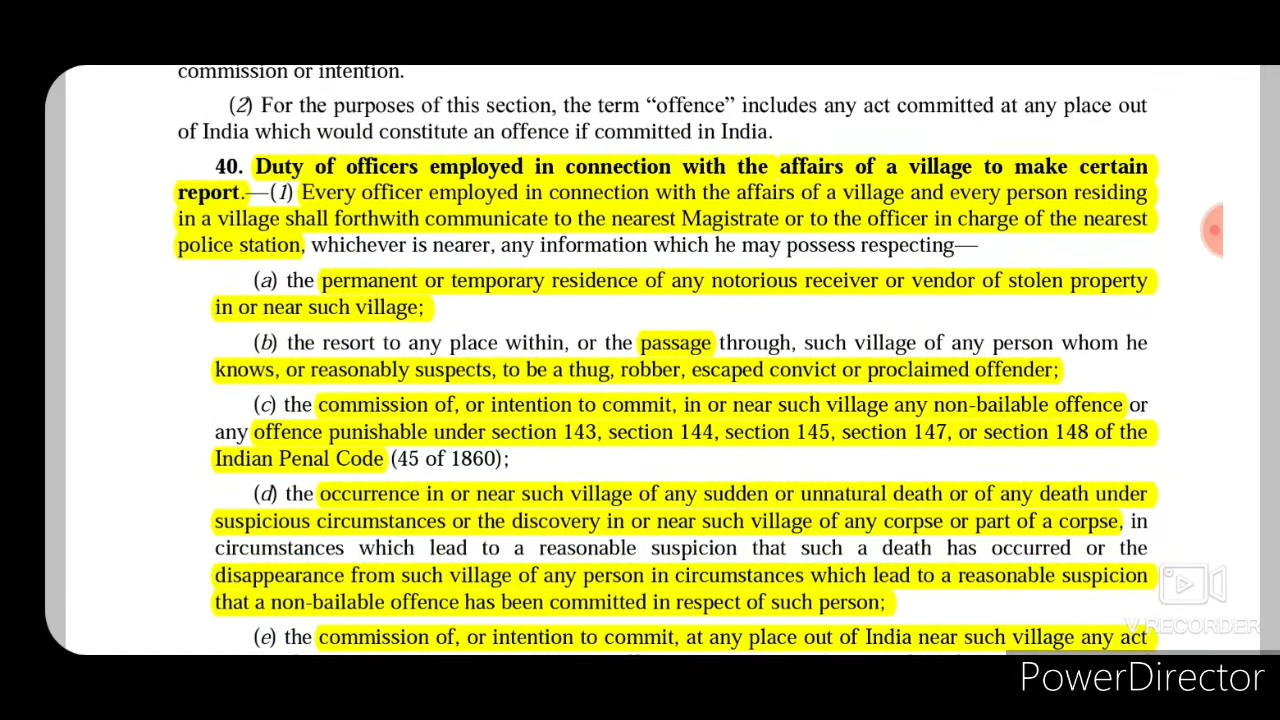 commission or intention.
(2) For the purposes of this section, the term “offence” includes any act committed at any place out
of India which would constitute an offence if committed in India.
40. Duty of officers employed in connection with the affairs of a village to make certain
report.—(1) Every officer employed in connection with the affairs of a village and every person residing
in a village shall forthwith communicate to the nearest Magistrate or to the officer in charge of the nearest
police station, whichever is nearer, any information which he may possess respecting—
(a) the permanent or temporary residence of any notorious receiver or vendor of stolen property
in or near such village;
(b) the resort to any place within, or the passage through, such village of any person whom he
knows, or reasonably suspects, to be a thug, robber, escaped convict or proclaimed offender;
(c) the commission of, or intention to commit, in or near such village any non-bailable offence or
any offence punishable under section 143, section 144, section 145, section 147, or section 148 of the
Indian Penal Code (45 of 1860);
(d) the occurrence in or near such village of any sudden or unnatural death or of any death under
suspicious circumstances or the discovery in or near such village of any corpse or part of a corpse, in
circumstances which lead to a reasonable suspicion that such a death has occurred or the
disappearance from such village of any person in circumstances which lead to a reasonable suspicion
that a non-bailable offence has been committed in respect of such person;
(e) the commission of, or intention to commit, at any place out of India near such village any act
V RECORDER
PowerDirector